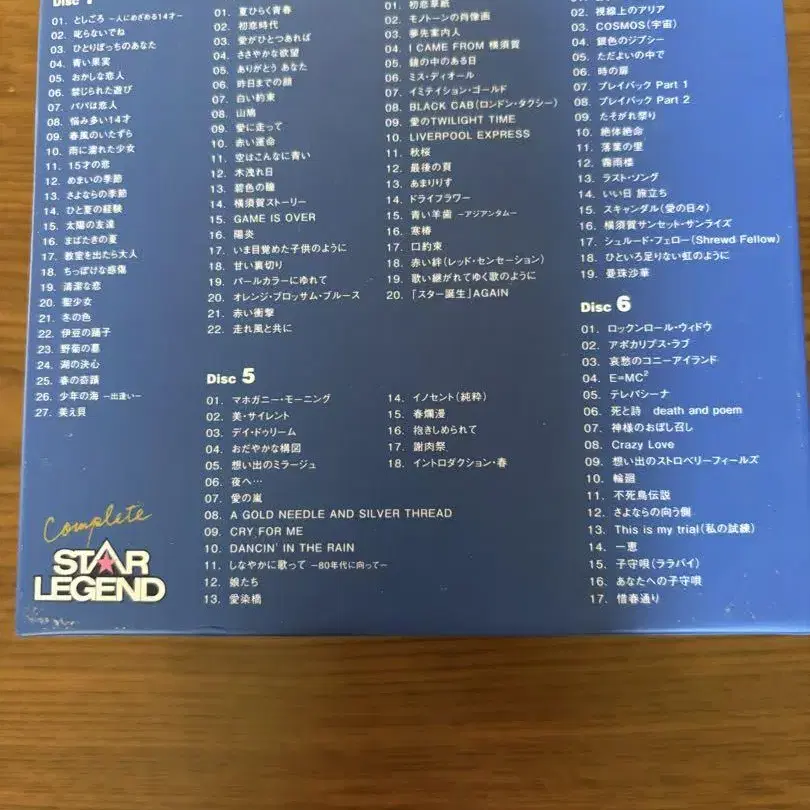 Disc 1
01. としごろ －人にめざめる14才－
02. 叱らないでね
03. ひとりぼっちのあなた
04. 青い果実
05. おかしな恋人
06. 禁じられた遊び
07. パパは恋人
08. 悩み多い14才
09. 春風のいたずら
10. 雨に濡れた少女
11. 15才の恋
12. めまいの季節
13. さよならの季節
14. ひと夏の経験
15. 太陽の友達
16. まばたきの夏
17. 教室を出たら大人
18. ちっぽけな感傷
19. 清潔な恋
20. 聖少女
21. 冬の色
22. 伊豆の踊子
23. 野菊の墓
24. 湖の決心
25. 春の奇蹟
26. 少年の海 －出逢い－
27. 美え貝
01. 夏ひらく青春
02. 初恋時代
03. 愛がひとつあれば
04. ささやかな欲望
05. ありがとう あなた
06. 昨日までの顔
07. 白い約束
08. 山鳩
09. 愛に走って
10. 赤い運命
11. 空はこんなに青い
12. 木洩れ日
13. 碧色の瞳
14. 横須賀ストーリー
15. GAME IS OVER
16. 陽炎
17. いま目覚めた子供のように
18. 甘い裏切り
19. パールカラーにゆれて
20. オレンジ・ブロッサム・ブルース
21. 赤い衝撃
22. 走れ風と共に
01. 初恋草紙
02. モノトーンの肖像画
03. 夢先案内人
04. I CAME FROM 横須賀
05. 鐘の中のある日
06. ミス・ディオール
07. イミテイション・ゴールド
08. BLACK CAB(ロンドン・タクシー)
09. 愛のTWILIGHT TIME
10. LIVERPOOL EXPRESS
11. 秋桜
12. 最後の頁
13. あまりりす
14. ドライフラワー
15. 青い羊歯 －アジアンタム－
16. 寒椿
17. 口約束
18. 赤い絆(レッド・センセーション)
19. 歌い継がれてゆく歌のように
20. 「スター誕生」AGAIN
02. 視線上のアリア
03. COSMOS(宇宙)
04. 銀色のジプシー
05. ただよいの中で
06. 時の扉
07. プレイバック Part 1
08. プレイバック Part 2
09. たそがれ祭り
10. 絶体絶命
11. 落葉の里
12. 霧雨楼
13. ラスト・ソング
14. いい日 旅立ち
15. スキャンダル(愛の日々)
16. 横須賀サンセット・サンライズ
17. シュルード・フェロー(Shrewd Fellow)
18. ひといろ足りない虹のように
19. 曼珠沙華
Disc 5
01. マホガニー・モーニング
02. 美・サイレント
03. デイ・ドゥリーム
04. おだやかな構図
05. 想い出のミラージュ
06. 夜へ…
07. 愛の嵐
08. A GOLD NEEDLE AND SILVER THREAD
09. CRY FOR ME
10. DANCIN' IN THE RAIN
11. しなやかに歌って －80年代に向って－
12. 娘たち
13. 愛染橋
14. イノセント(純粋)
15. 春爛漫
16. 抱きしめられて
17. 謝肉祭
18. イントロダクション・春
Disc 6
01. ロックンロール・ウィドウ
02. アポカリプス・ラブ
03. 哀愁のコニーアイランド
04. E=MC²
05. テレパシーナ
06. 死と詩 death and poem
07. 神様のおぼし召し
08. Crazy Love
09. 想い出のストロベリーフィールズ
10. 輪廻
11. 不死鳥伝説
12. さよならの向う側
13. This is my trial(私の試練)
14. 一恵
15. 子守唄(ララバイ)
16. あなたへの子守唄
17. 惜春通り
Complete
STAR
LEGEND